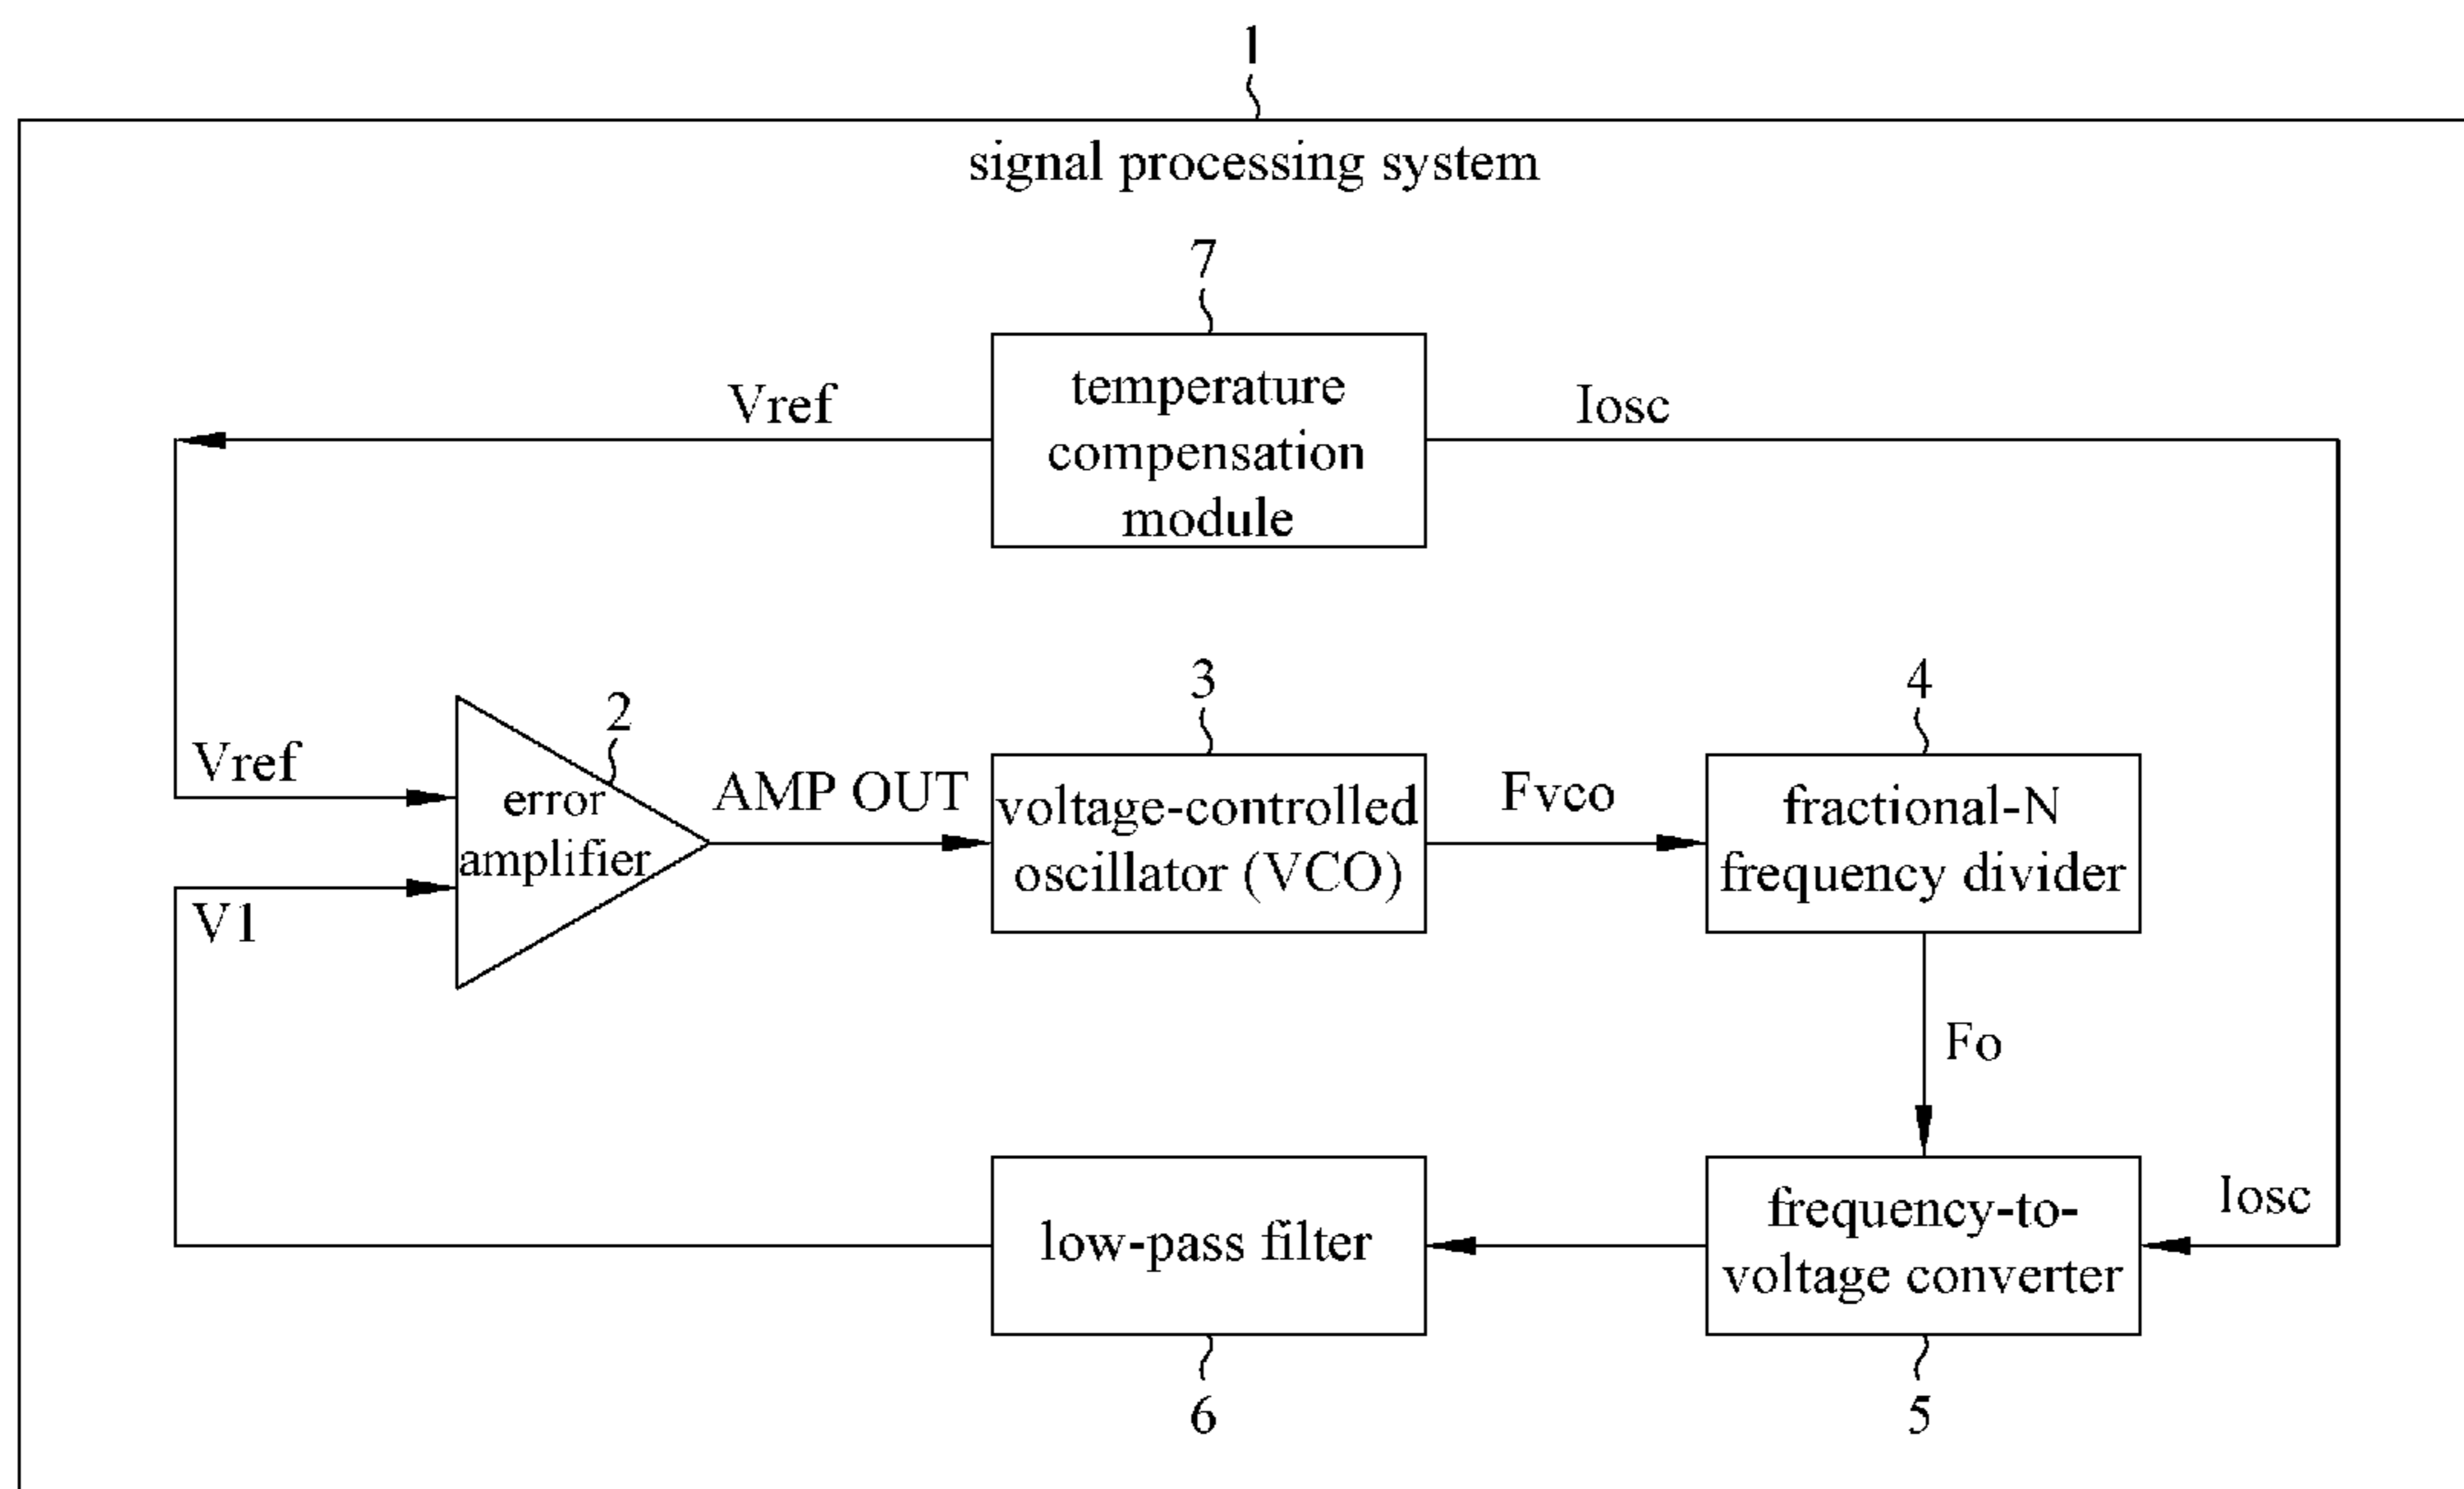 1
signal processing system
7
Vref
temperature
compensation
module
Iosc
2
3
4
Vref
error
amplifier
AMP OUT
voltage-controlled
oscillator (VCO)
Fvco
fractional-N
frequency divider
V1
Fo
low-pass filter
frequency-to-
voltage converter
Iosc
6
5